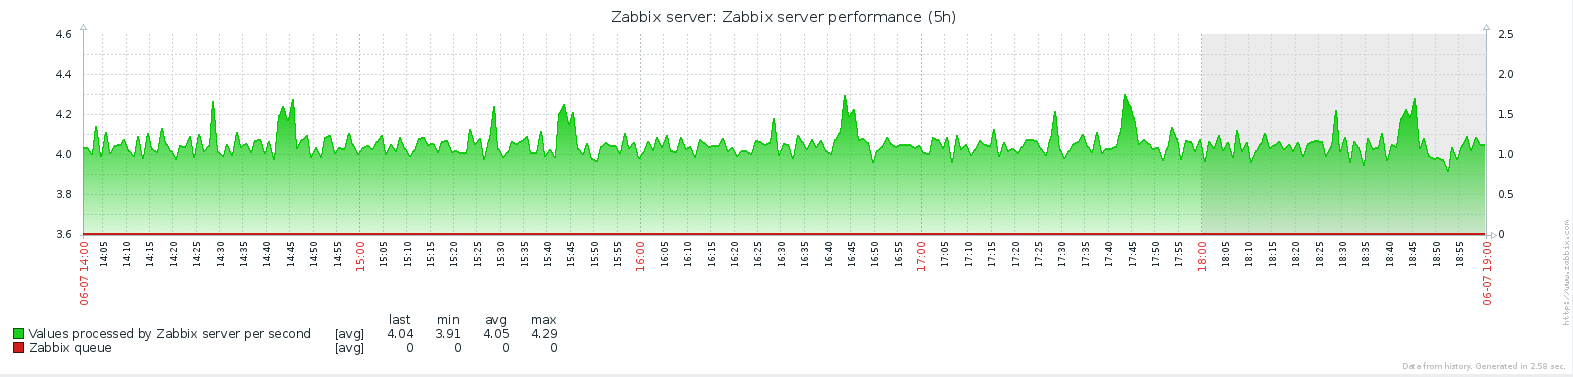 Zabbix server: Zabbix server performance (5h)
4.6 2.5
4.4 2.0
4.2 1.5
4.0 1.0
3.8 0.5
3.6 0
06-07 14:00 14:05 14:10 14:15 14:20 14:25 14:30 14:35 14:40 14:45 14:50 14:55 15:00 15:05 15:10 15:15 15:20 15:25 15:30 15:35 15:40 15:45 15:50 15:55 16:00 16:05 16:10 16:15 16:20 16:25 16:30 16:35 16:40 16:45 16:50 16:55 17:00 17:05 17:10 17:15 17:20 17:25 17:30 17:35 17:40 17:45 17:50 17:55 18:00 18:05 18:10 18:15 18:20 18:25 18:30 18:35 18:40 18:45 18:50 18:55 06-07 19:00
http://www.zabbix.com
last min avg max
Values processed by Zabbix server per second [avg] 4.04 3.91 4.05 4.29
Zabbix queue [avg] 0 0 0 0
Data from history. Generated in 2.58 sec.